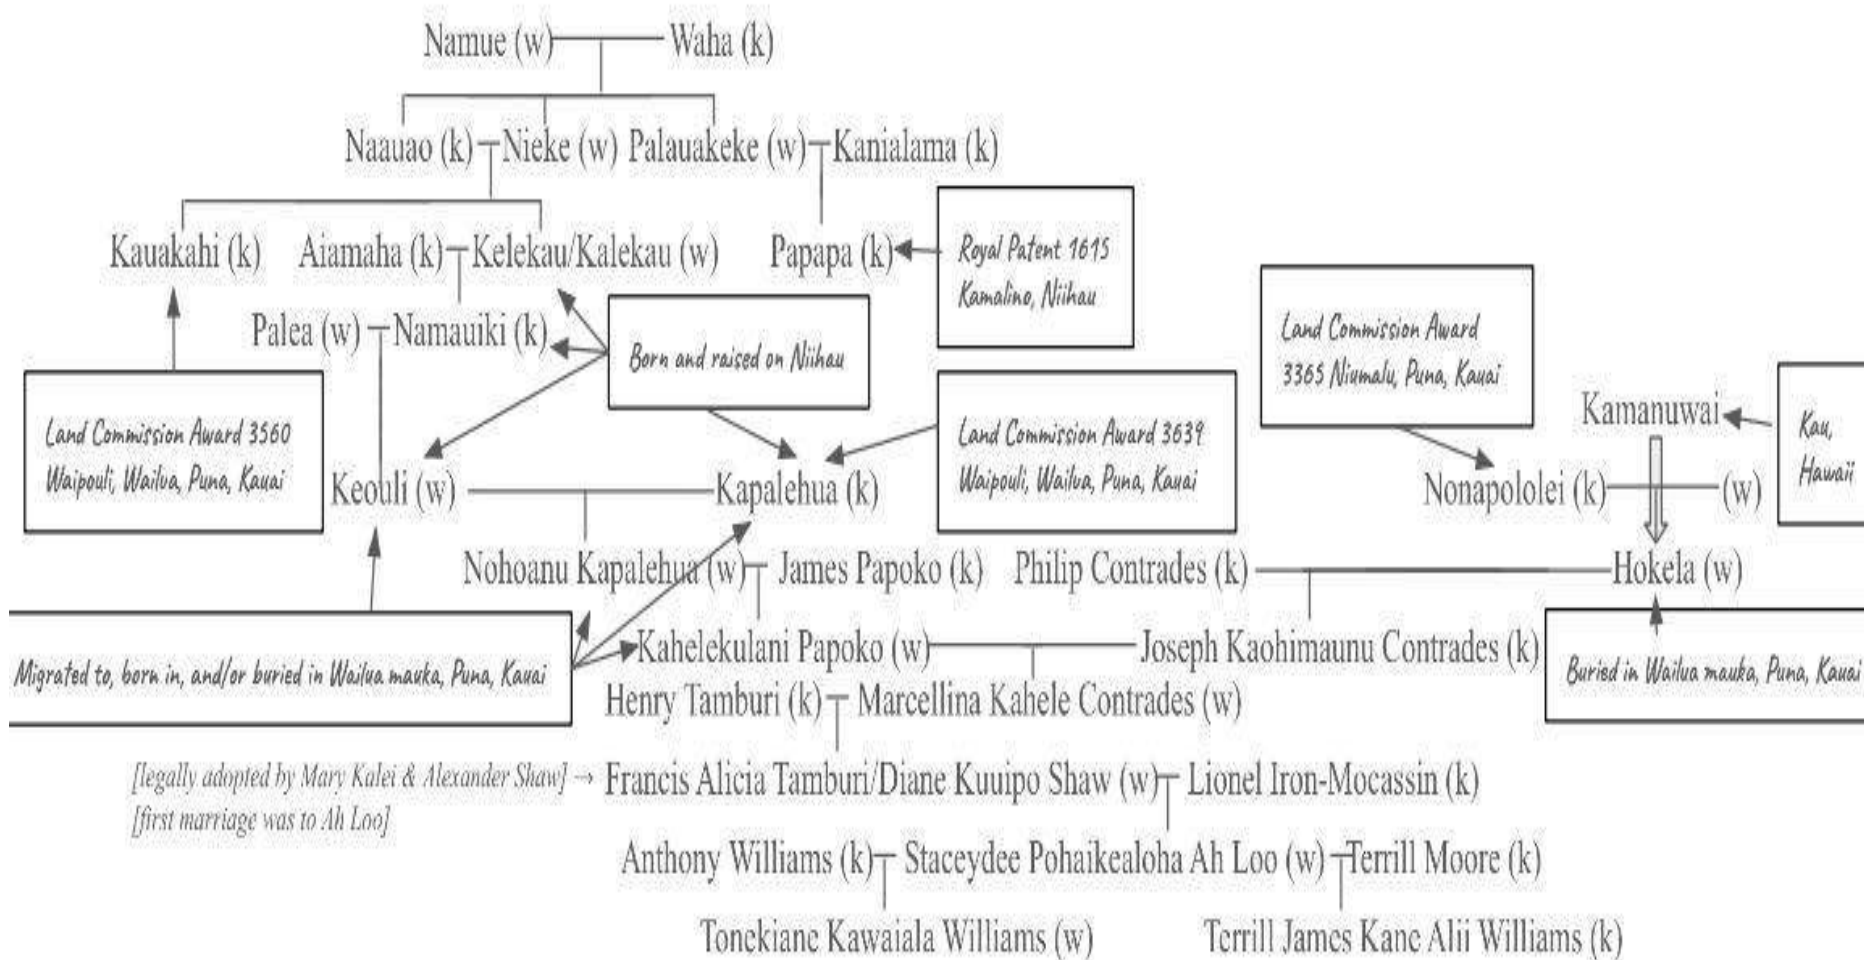 Namue (w) Waha (k)
Naauao (k) Nieke (w) Palauakeke (w) Kanialama (k)
Kauakahi (k) Aiamaha (k) Kelekau/Kalekau (w) Papapa (k)
Royal Patent 1615
Kamalino, Niihau
Palea (w) Namauiki (k)
Born and raised on Niihau
Land Commission Award
3365 Niumalu, Puna, Kauai
Land Commission Award 3560
Waipouli, Wailua, Puna, Kauai
Land Commission Award 3639
Waipouli, Wailua, Puna, Kauai
Kamanuwai
Kau,
Hawaii
Keouli (w) Kapalehua (k) Nonapololei (k) (w)
Nohoanu Kapalehua (w) James Papoko (k) Philip Contrades (k) Hokela (w)
Migrated to, born in, and/or buried in Wailua mauka, Puna, Kauai
Kahelekulani Papoko (w) Joseph Kaohimaunu Contrades (k)
Buried in Wailua mauka, Puna, Kauai
Henry Tamburi (k) Marcellina Kahele Contrades (w)
[legally adopted by Mary Kalei & Alexander Shaw] → Francis Alicia Tamburi/Diane Kuuipo Shaw (w) Lionel Iron-Mocassin (k)
[first marriage was to Ah Loo]
Anthony Williams (k) Staceydee Pohaikealoha Ah Loo (w) Terrill Moore (k)
Tonekiane Kawaiala Williams (w) Terrill James Kane Alii Williams (k)